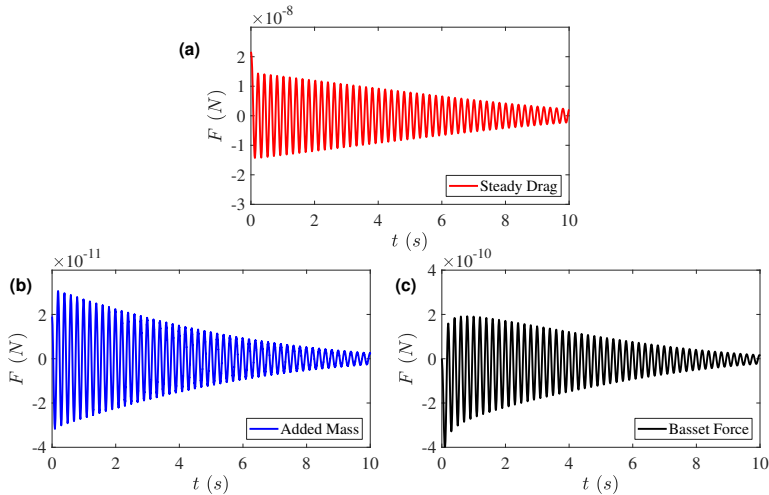 (a)
×10⁻⁸
2
1
0
-1
-2
-3
F (N)
0 2 4 6 8 10
t (s)
Steady Drag
(b)
×10⁻¹¹
2
0
-2
-4
F (N)
0 2 4 6 8 10
t (s)
Added Mass
(c)
×10⁻¹⁰
4
2
0
-2
-4
F (N)
0 2 4 6 8 10
t (s)
Basset Force